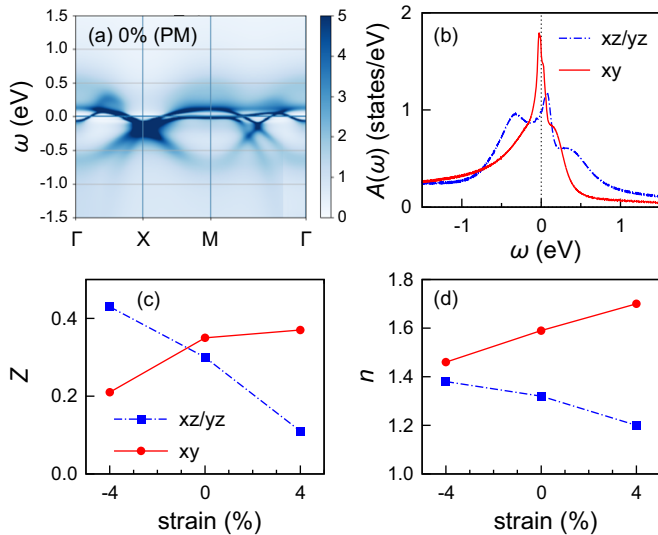 (a) 0% (PM)
1.5
1.0
0.5
0.0
-0.5
-1.0
-1.5
ω (eV)
Γ
X
M
Γ
5
4
3
2
1
0
(b)
xz/yz
xy
2
1
0
A(ω) (states/eV)
-1
0
1
ω (eV)
(c)
0.4
0.2
0.0
Z
xz/yz
xy
-4
0
4
strain (%)
(d)
1.8
1.6
1.4
1.2
1.0
n
-4
0
4
strain (%)